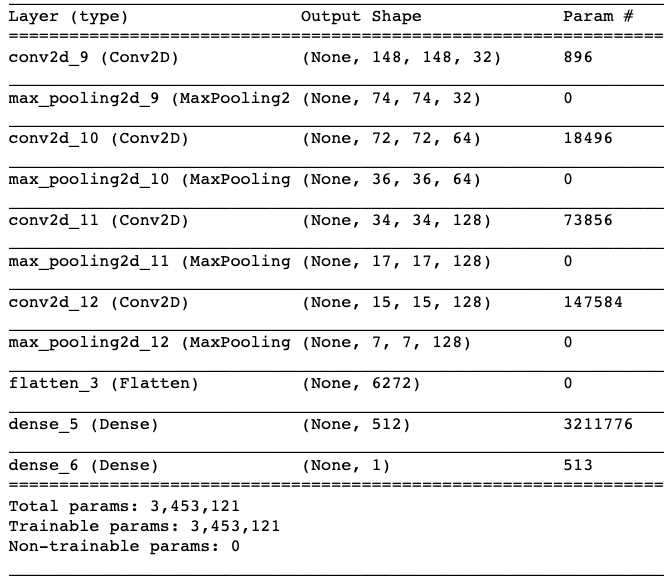 Layer (type) Output Shape Param #
=================================================================
conv2d_9 (Conv2D) (None, 148, 148, 32) 896
max_pooling2d_9 (MaxPooling2 (None, 74, 74, 32) 0
conv2d_10 (Conv2D) (None, 72, 72, 64) 18496
max_pooling2d_10 (MaxPooling (None, 36, 36, 64) 0
conv2d_11 (Conv2D) (None, 34, 34, 128) 73856
max_pooling2d_11 (MaxPooling (None, 17, 17, 128) 0
conv2d_12 (Conv2D) (None, 15, 15, 128) 147584
max_pooling2d_12 (MaxPooling (None, 7, 7, 128) 0
flatten_3 (Flatten) (None, 6272) 0
dense_5 (Dense) (None, 512) 3211776
dense_6 (Dense) (None, 1) 513
=================================================================
Total params: 3,453,121
Trainable params: 3,453,121
Non-trainable params: 0